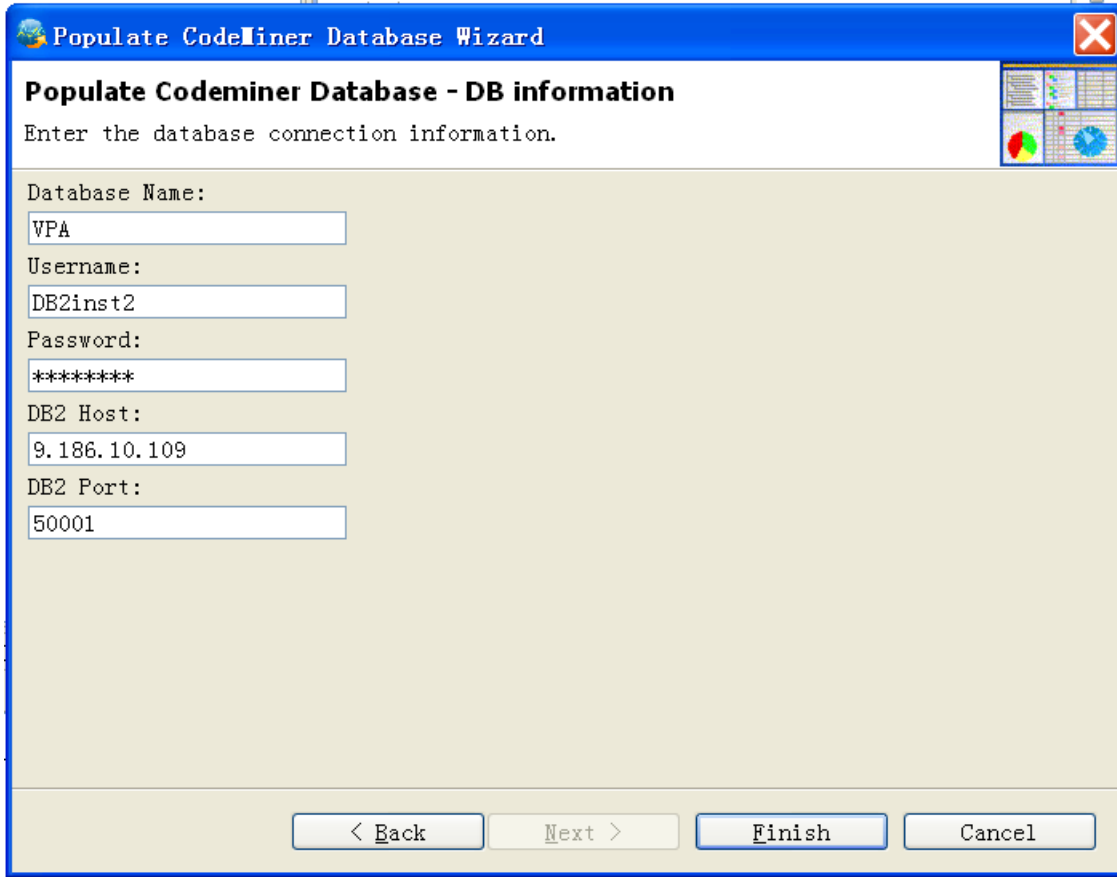 Populate CodeMiner Database Wizard
Populate Codeminer Database - DB information
Enter the database connection information.
Database Name:
VPA
Username:
DB2inst2
Password:
********
DB2 Host:
9.186.10.109
DB2 Port:
50001
< Back
Next >
Finish
Cancel